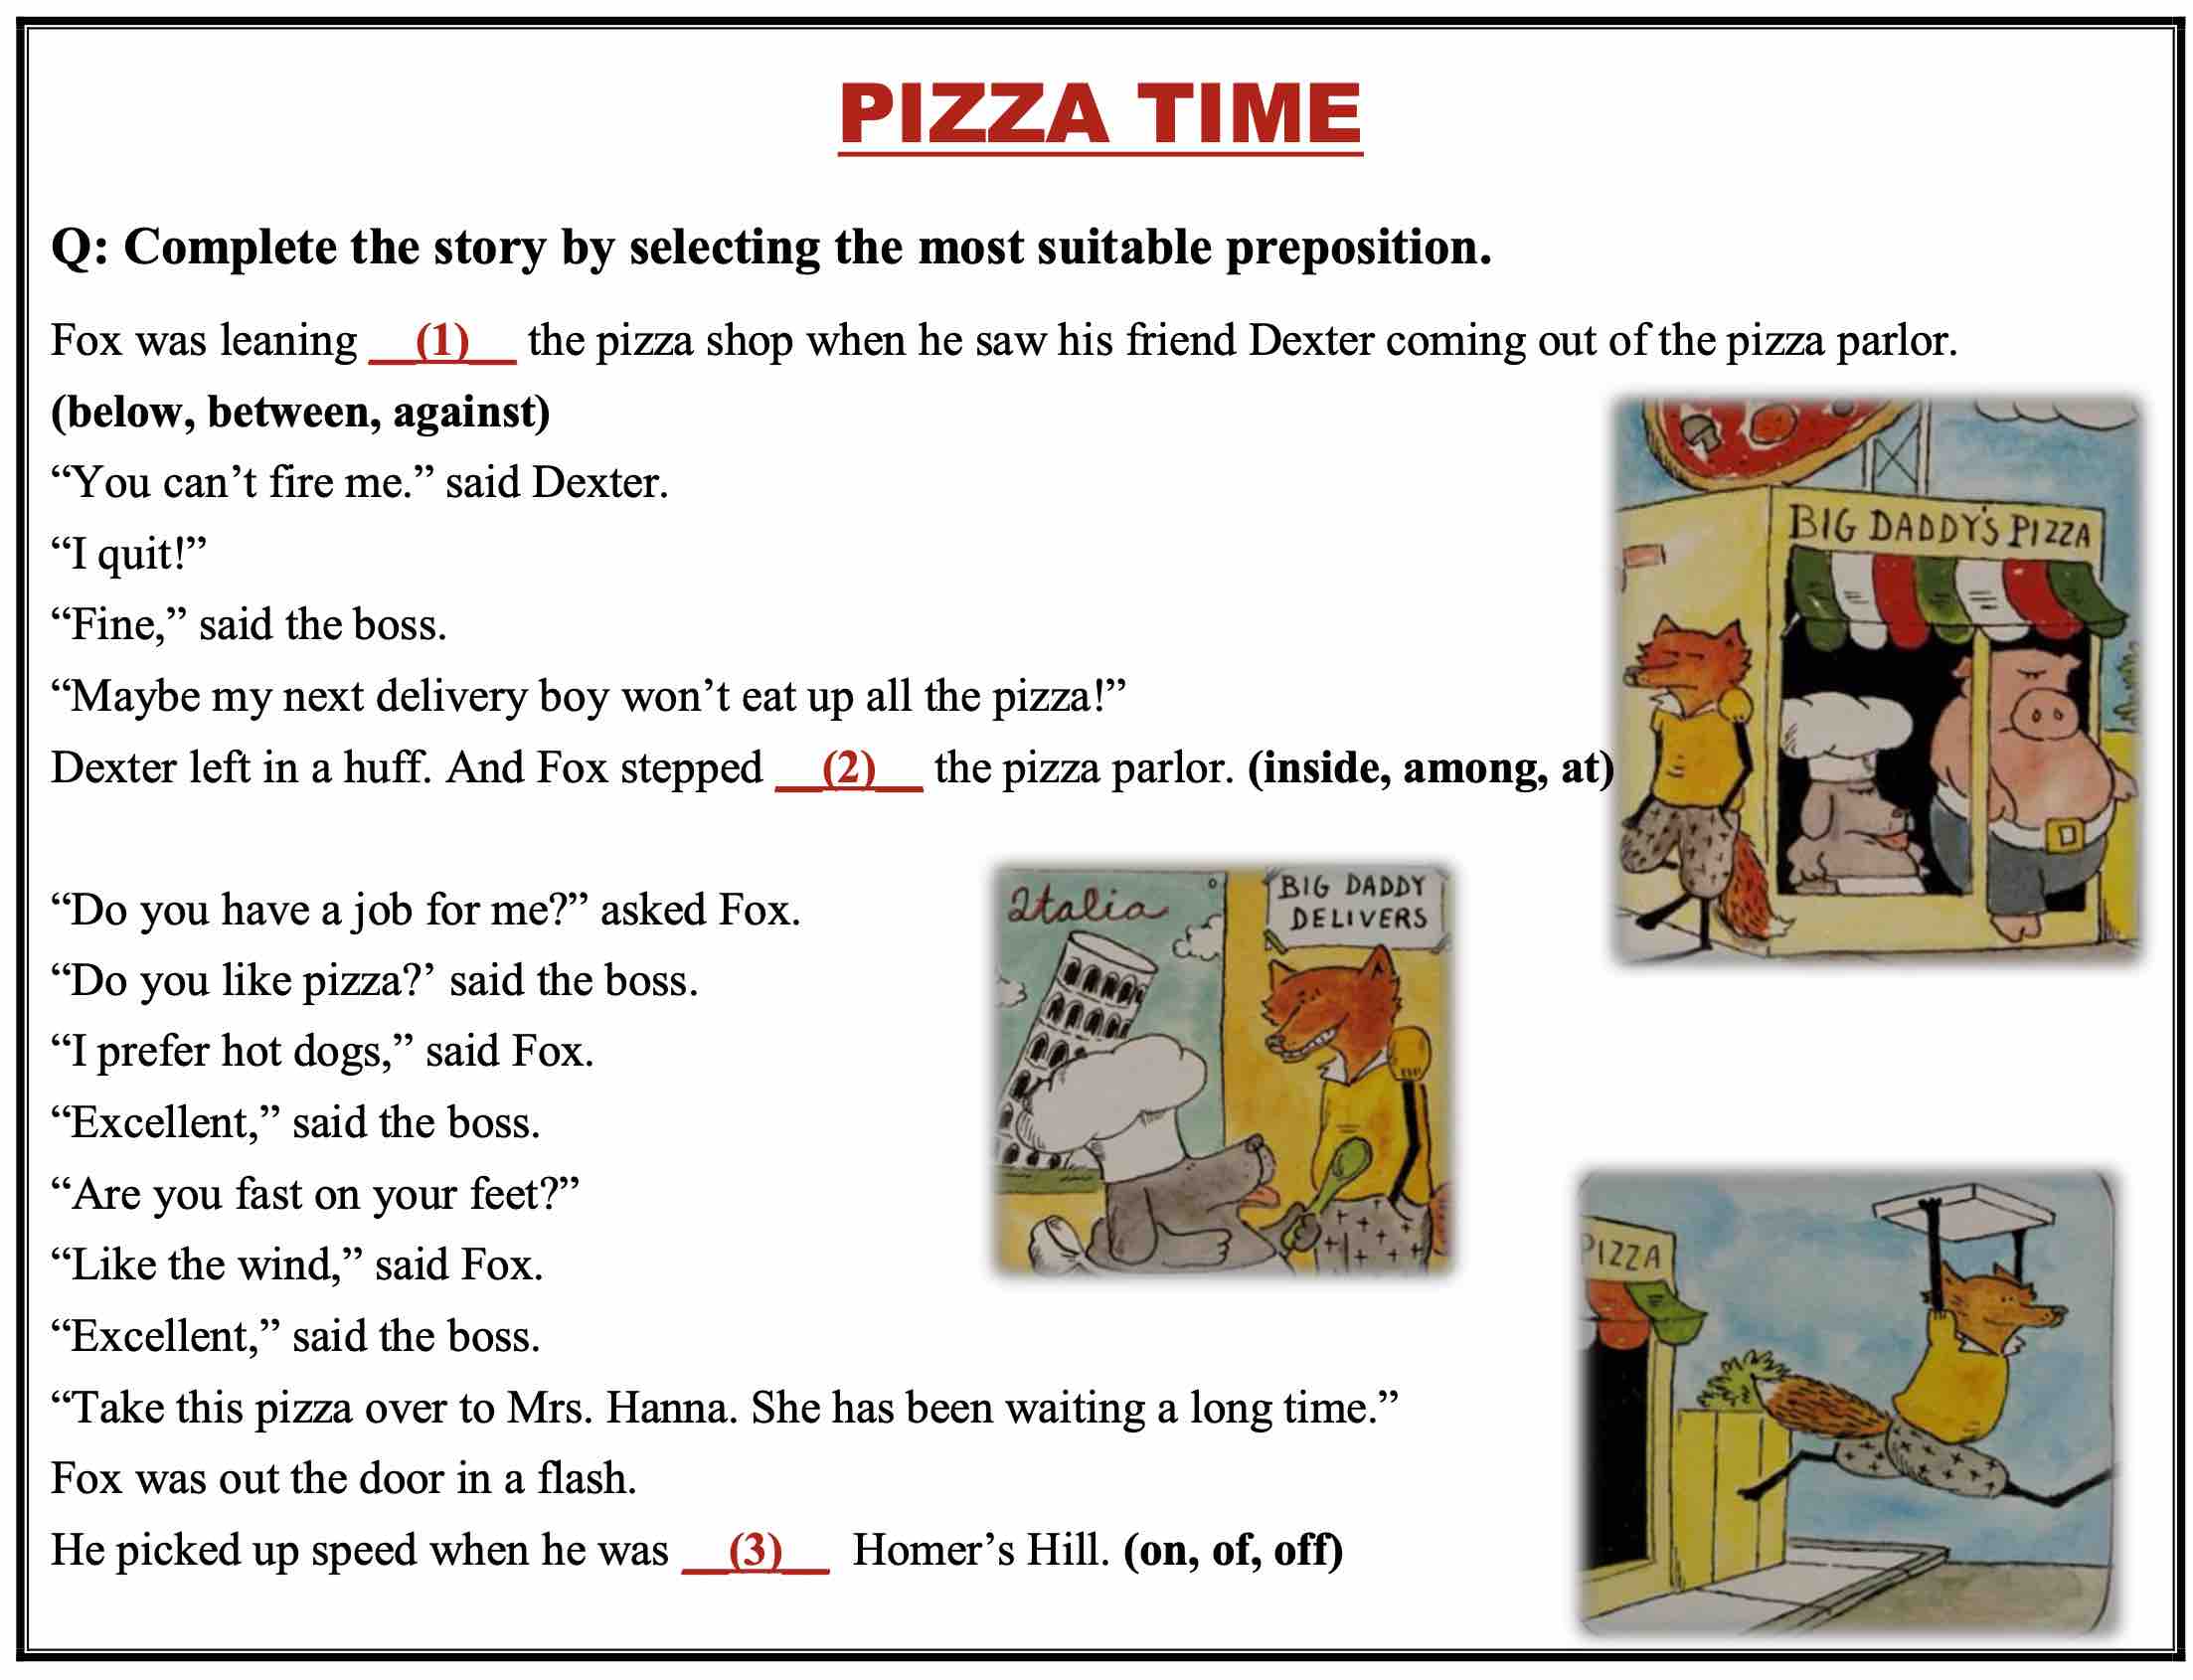 PIZZA TIME
Q: Complete the story by selecting the most suitable preposition.
Fox was leaning __(1)__ the pizza shop when he saw his friend Dexter coming out of the pizza parlor.
(below, between, against)
“You can’t fire me.” said Dexter.
“I quit!”
“Fine,” said the boss.
“Maybe my next delivery boy won’t eat up all the pizza!”
Dexter left in a huff. And Fox stepped __(2)__ the pizza parlor. (inside, among, at)
BIG DADDY'S PIZZA
“Do you have a job for me?” asked Fox.
“Do you like pizza?’ said the boss.
“I prefer hot dogs,” said Fox.
“Excellent,” said the boss.
“Are you fast on your feet?”
“Like the wind,” said Fox.
“Excellent,” said the boss.
“Take this pizza over to Mrs. Hanna. She has been waiting a long time.”
Fox was out the door in a flash.
He picked up speed when he was __(3)__ Homer’s Hill. (on, of, off)
Italia
BIG DADDY
DELIVERS
PIZZA